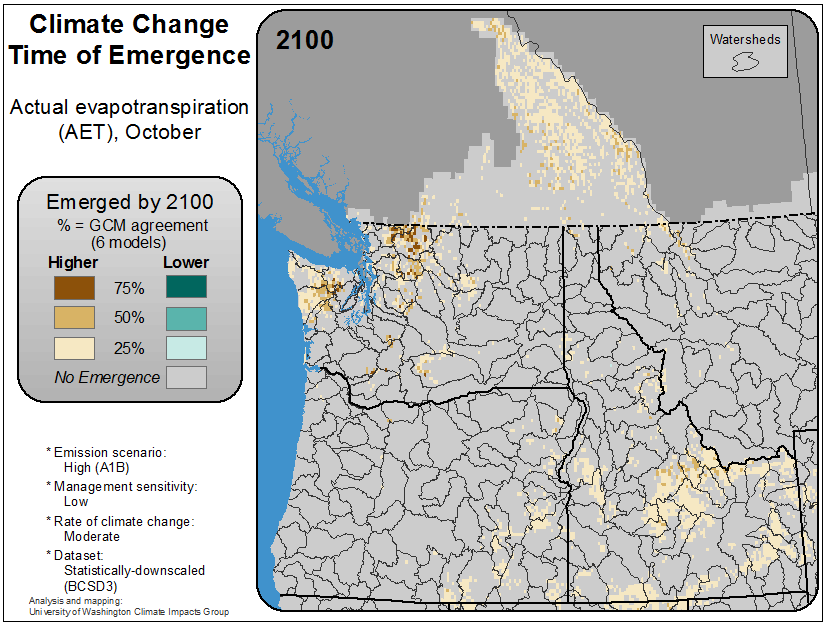 Climate Change
Time of Emergence
Actual evapotranspiration
(AET), October
Emerged by 2100
% = GCM agreement
(6 models)
Higher Lower
75%
50%
25%
No Emergence
* Emission scenario:
High (A1B)
* Management sensitivity:
Low
* Rate of climate change:
Moderate
* Dataset:
Statistically-downscaled
(BCSD3)
Analysis and mapping:
University of Washington Climate Impacts Group
2100
Watersheds